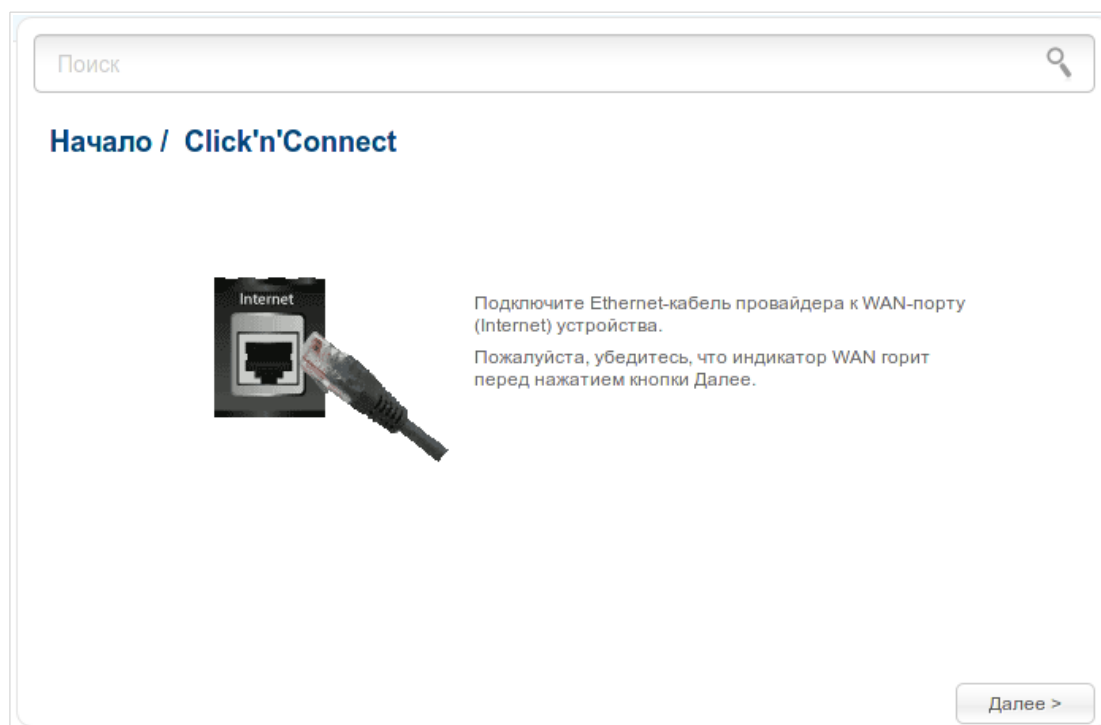 Поиск
Начало /  Click'n'Connect
Internet
Подключите Ethernet-кабель провайдера к WAN-порту
(Internet) устройства.
Пожалуйста, убедитесь, что индикатор WAN горит
перед нажатием кнопки Далее.
Далее >